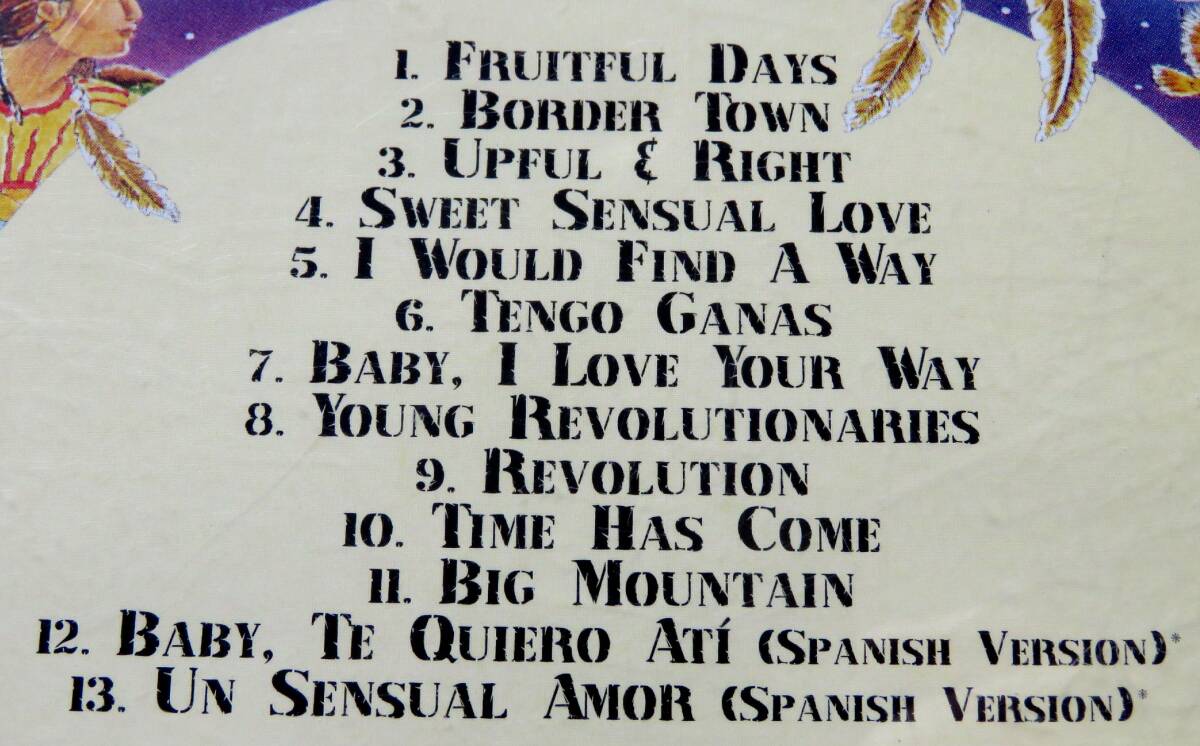 1. Fruitful Days
2. Border Town
3. Upful & Right
4. Sweet Sensual Love
5. I Would Find A Way
6. Tengo Ganas
7. Baby, I Love Your Way
8. Young Revolutionaries
9. Revolution
10. Time Has Come
11. Big Mountain
12. Baby, Te Quiero Atí (Spanish Version)*
13. Un Sensual Amor (Spanish Version)*